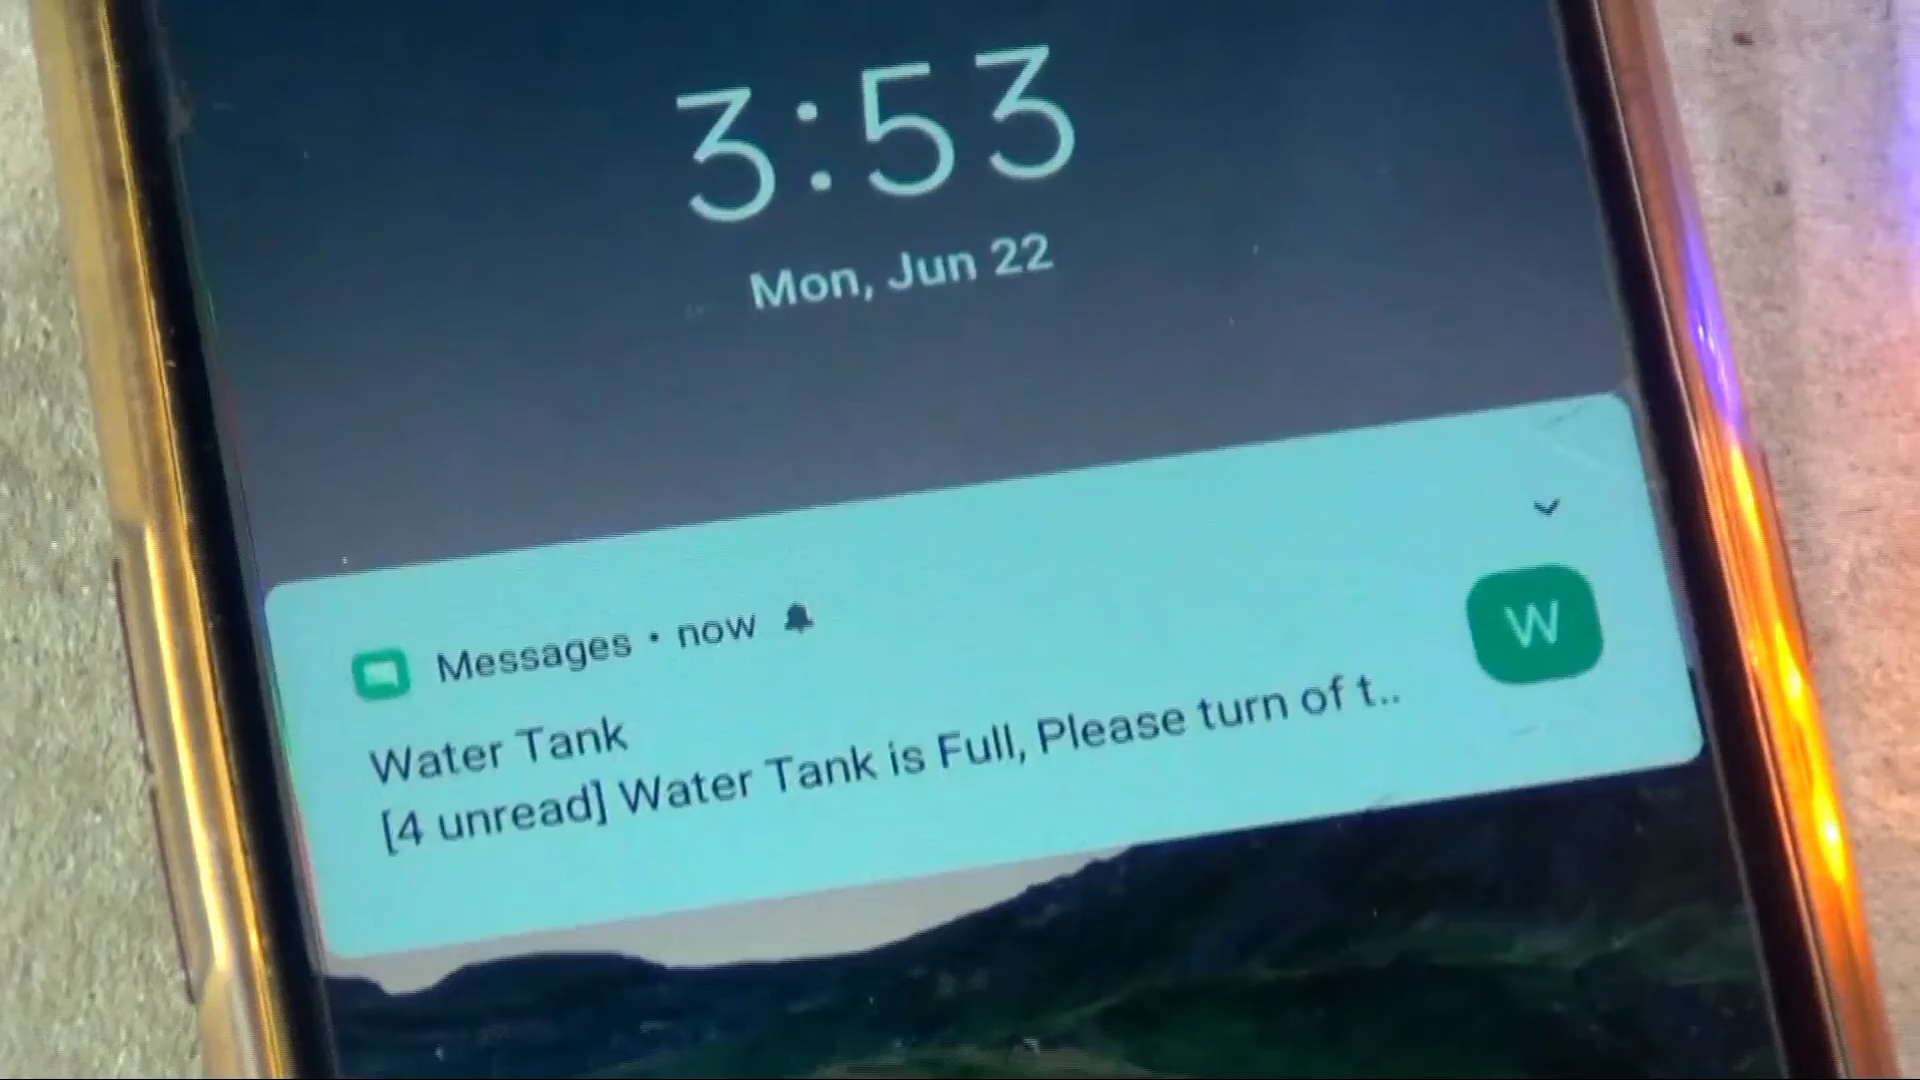 3:53
Mon, Jun 22
Messages • now
Water Tank
[4 unread] Water Tank is Full, Please turn of t..
W